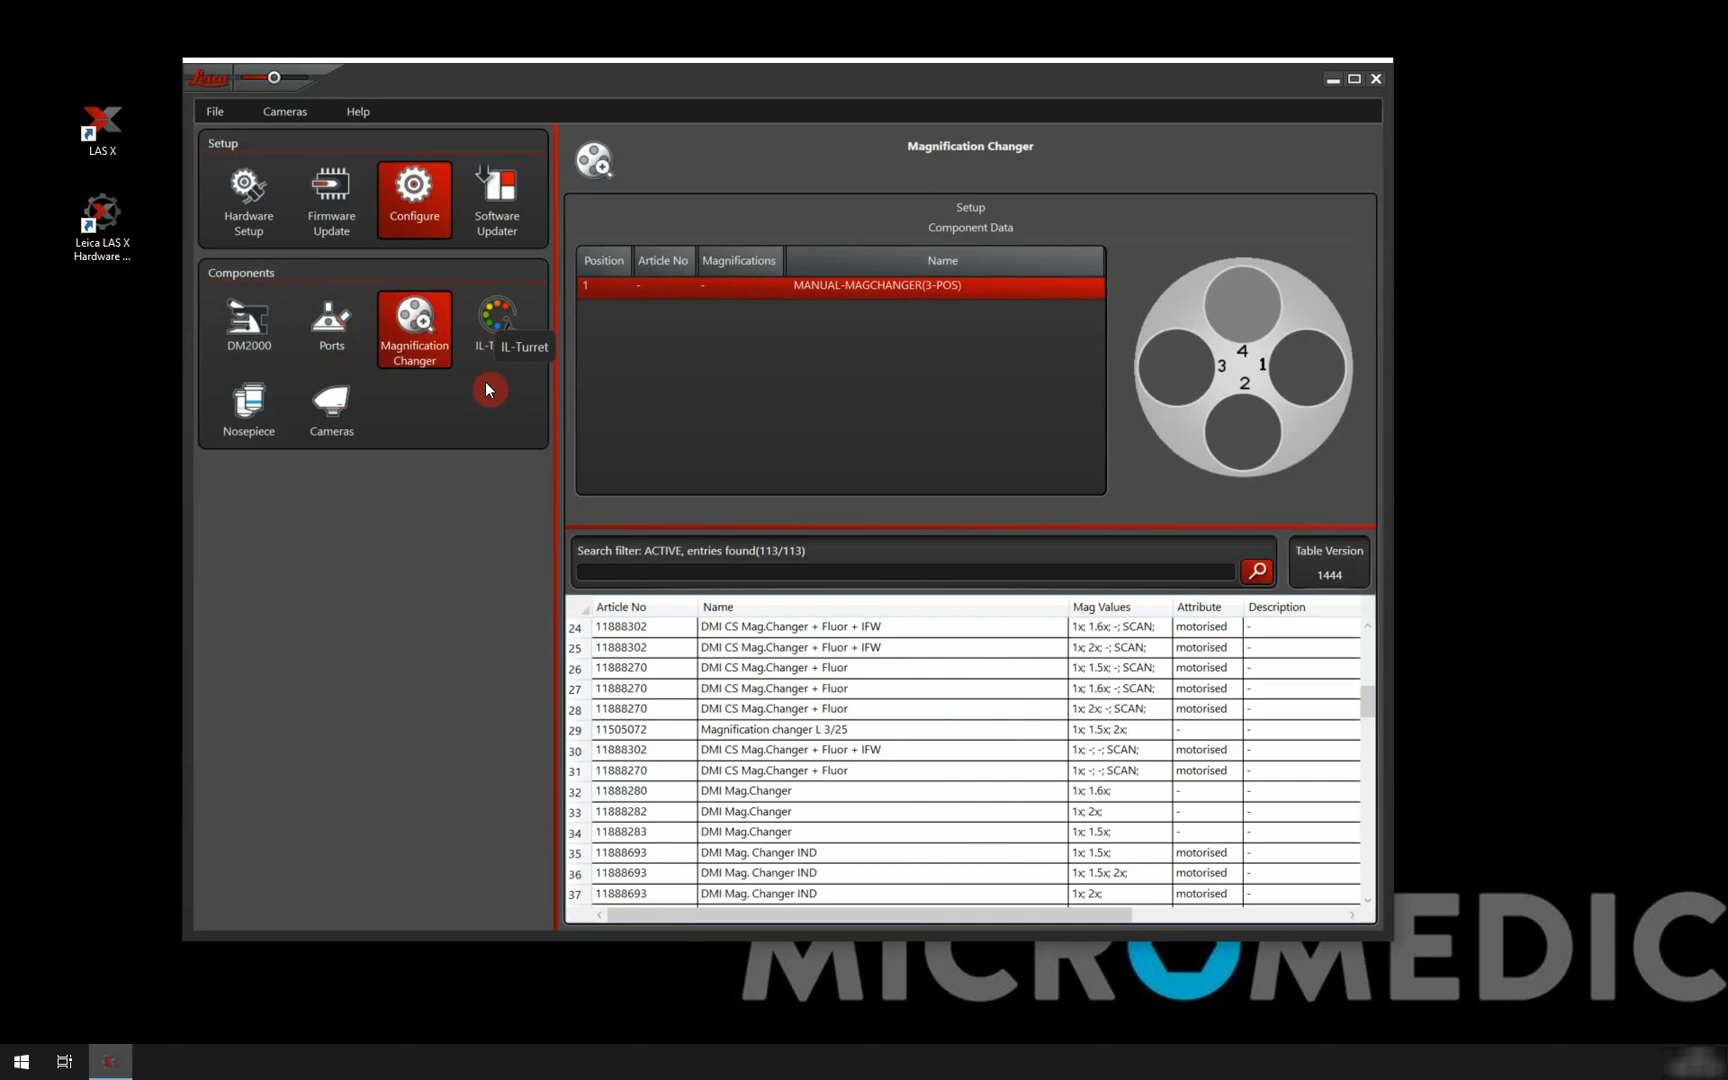 LAS X
Leica LAS X
Hardware ...
Leica
File Cameras Help
Setup
Hardware
Setup
Firmware
Update
Configure
Software
Updater
Components
DM2000
Ports
Magnification
Changer
IL-T
IL-Turret
Nosepiece
Cameras
Magnification Changer
Setup
Component Data
Position Article No Magnifications Name
1 - - MANUAL-MAGCHANGER(3-POS)
4
3 1
2
Search filter: ACTIVE, entries found(113/113)
Table Version
1444
Article No Name Mag Values Attribute Description
24 11888302 DMI CS Mag.Changer + Fluor + IFW 1x; 1.6x; -; SCAN; motorised -
25 11888302 DMI CS Mag.Changer + Fluor + IFW 1x; 2x; -; SCAN; motorised -
26 11888270 DMI CS Mag.Changer + Fluor 1x; 1.5x; -; SCAN; motorised -
27 11888270 DMI CS Mag.Changer + Fluor 1x; 1.6x; -; SCAN; motorised -
28 11888270 DMI CS Mag.Changer + Fluor 1x; 2x; -; SCAN; motorised -
29 11505072 Magnification changer L 3/25 1x; 1.5x; 2x; - -
30 11888302 DMI CS Mag.Changer + Fluor + IFW 1x; -; -; SCAN; motorised -
31 11888270 DMI CS Mag.Changer + Fluor 1x; -; -; SCAN; motorised -
32 11888280 DMI Mag.Changer 1x; 1.6x; - -
33 11888282 DMI Mag.Changer 1x; 2x; - -
34 11888283 DMI Mag.Changer 1x; 1.5x; - -
35 11888693 DMI Mag. Changer IND 1x; 1.5x; motorised -
36 11888693 DMI Mag. Changer IND 1x; 1.5x; 2x; motorised -
37 11888693 DMI Mag. Changer IND 1x; 2x; motorised -
MICROMEDIC